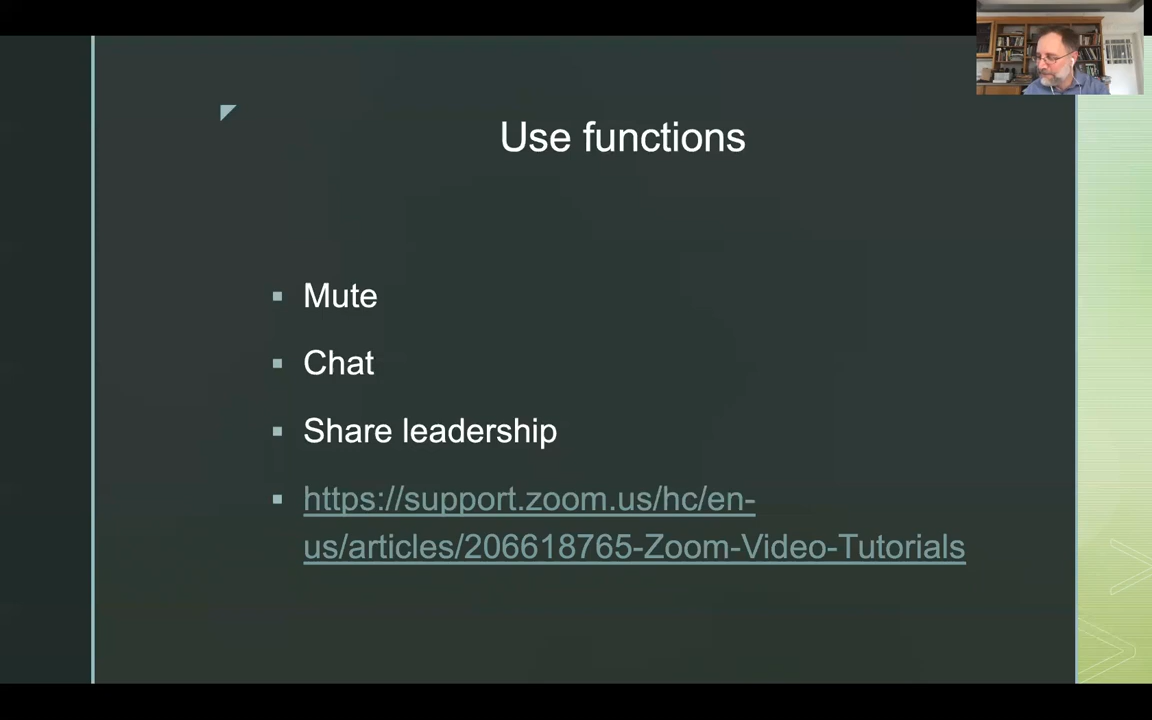 Use functions
Mute
Chat
Share leadership
https://support.zoom.us/hc/en-
us/articles/206618765-Zoom-Video-Tutorials